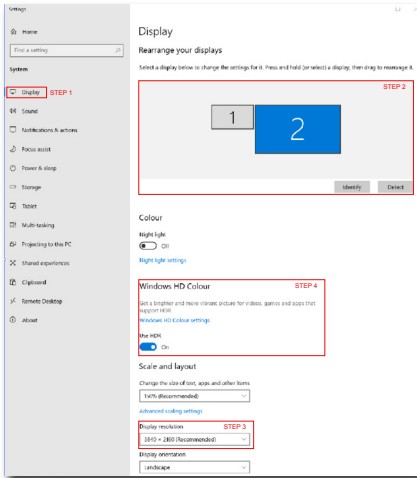 Settings
Home
Find a setting
System
Display STEP 1
Sound
Notifications & actions
Focus assist
Power & sleep
Storage
Tablet
Multi-tasking
Projecting to this PC
Shared experiences
Clipboard
Remote Desktop
About
Display
Rearrange your displays
Select a display below to change the settings for it. Press and hold (or select) a display, then drag to rearrange it.
STEP 2
1 2
Identify Detect
Colour
Night light
Off
Night light settings
Windows HD Colour STEP 4
Get a brighter and more vibrant picture for videos, games and apps that
support HDR.
Windows HD Colour settings
Use HDR
On
Scale and layout
Change the size of text, apps and other items
150% (Recommended)
Advanced scaling settings
Display resolution STEP 3
3840 × 2160 (Recommended)
Display orientation
Landscape